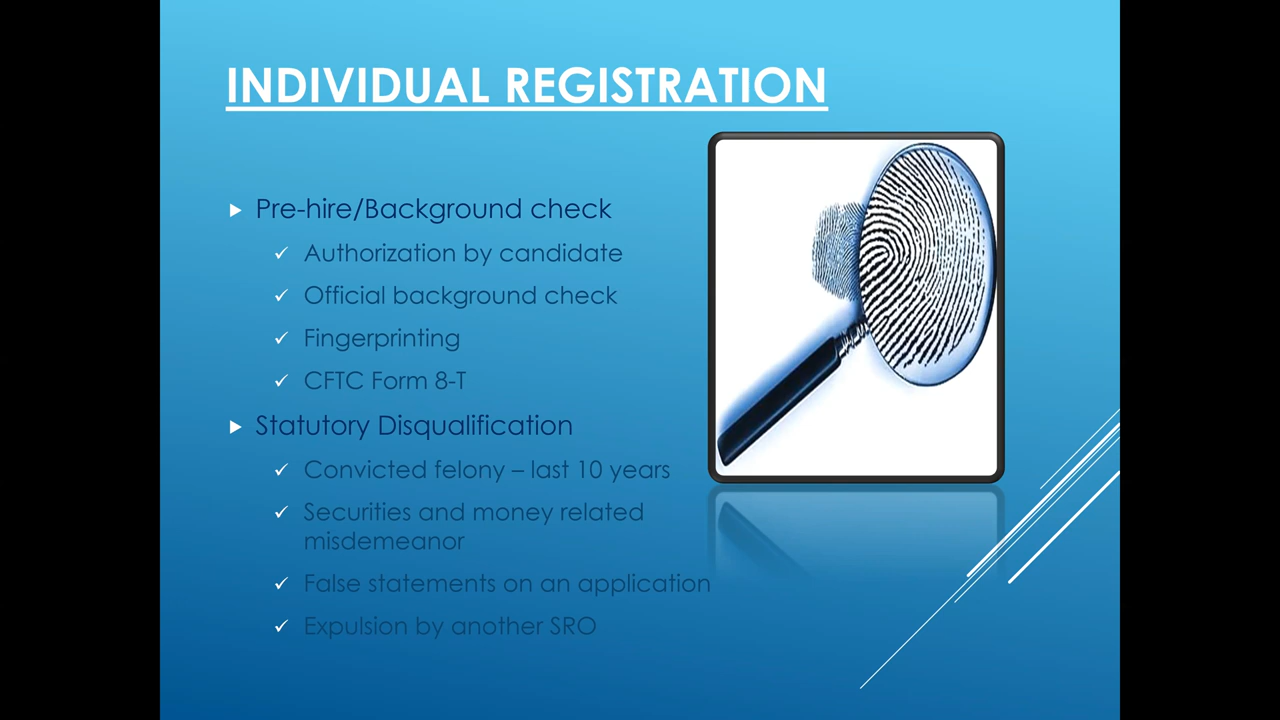 INDIVIDUAL REGISTRATION
Pre-hire/Background check
Authorization by candidate
Official background check
Fingerprinting
CFTC Form 8-T
Statutory Disqualification
Convicted felony – last 10 years
Securities and money related
misdemeanor
False statements on an application
Expulsion by another SRO